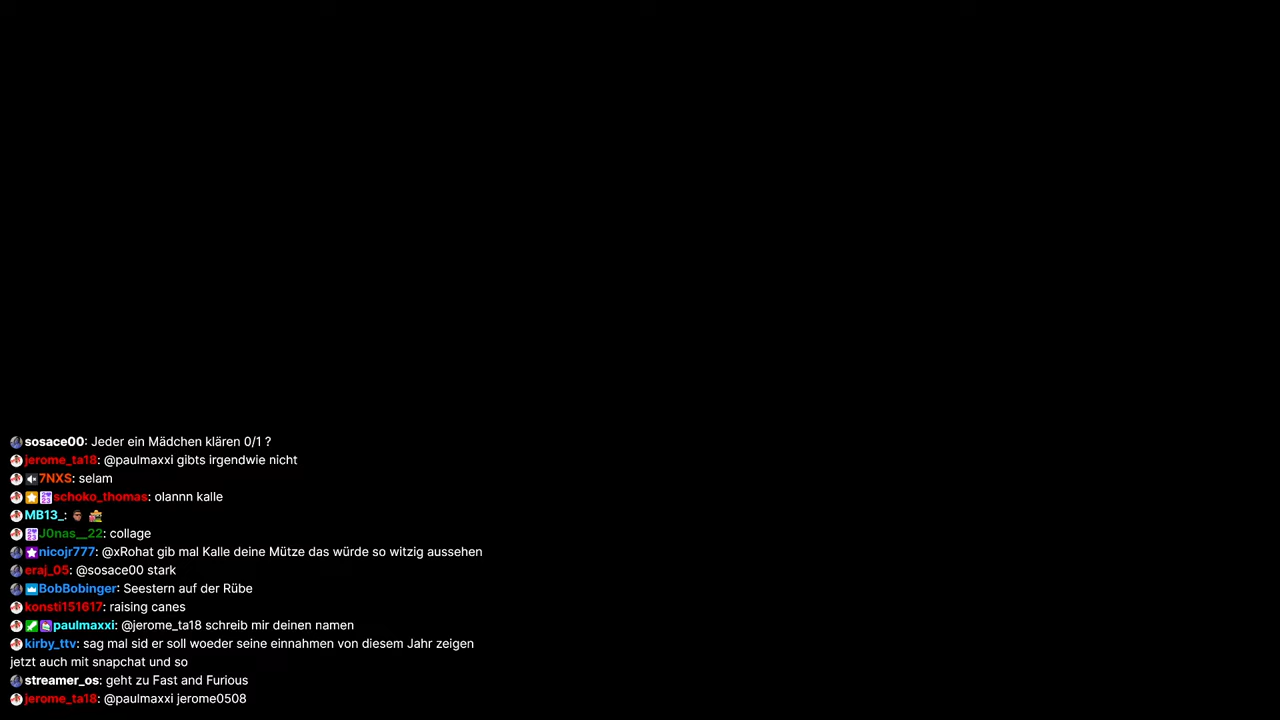 sosace00: Jeder ein Mädchen klären 0/1 ?
jerome_ta18: @paulmaxxi gibts irgendwie nicht
7NXS: selam
schoko_thomas: olannn kalle
MB13_:
J0nas__22: collage
nicojr777: @xRohat gib mal Kalle deine Mütze das würde so witzig aussehen
eraj_05: @sosace00 stark
BobBobinger: Seestern auf der Rübe
konsti151617: raising canes
paulmaxxi: @jerome_ta18 schreib mir deinen namen
kirby_ttv: sag mal sid er soll woeder seine einnahmen von diesem Jahr zeigen
jetzt auch mit snapchat und so
streamer_os: geht zu Fast and Furious
jerome_ta18: @paulmaxxi jerome0508